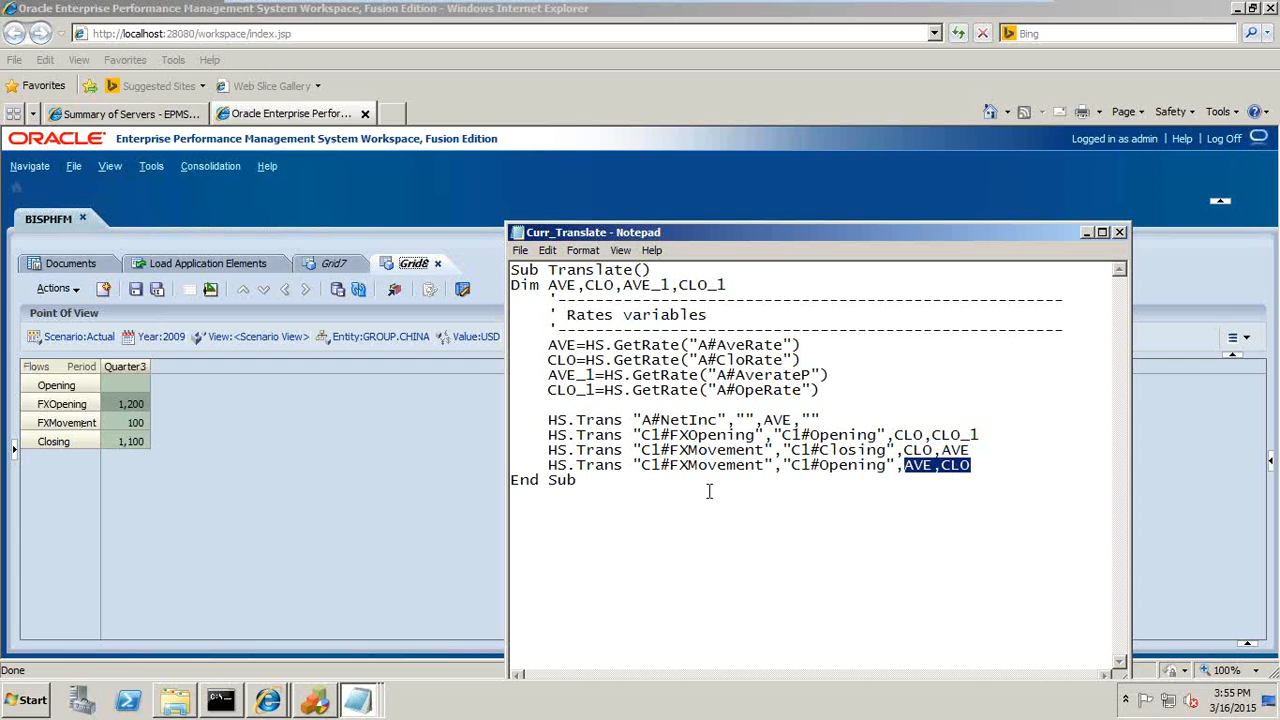 Oracle Enterprise Performance Management System Workspace, Fusion Edition - Windows Internet Explorer
http://localhost:28080/workspace/index.jsp
Bing
File Edit View Favorites Tools Help
Favorites Suggested Sites Web Slice Gallery
Summary of Servers - EPMS... Oracle Enterprise Perfor... Page Safety Tools
ORACLE Enterprise Performance Management System Workspace, Fusion Edition Logged in as admin | Help | Log Off
Navigate File View Tools Consolidation Help
BISPHFM
Documents Load Application Elements Grid7 Grid8
Actions
Point Of View
Scenario:Actual Year:2009 View:<Scenario View> Entity:GROUP.CHINA Value:USD
Flows Period Quarter3
Opening
FXOpening 1,200
FXMovement 100
Closing 1,100
Curr_Translate - Notepad
File Edit Format View Help
Sub Translate()
Dim AVE,CLO,AVE_1,CLO_1
'------------------------------------------------------
' Rates variables
'------------------------------------------------------
AVE=HS.GetRate("A#AveRate")
CLO=HS.GetRate("A#CloRate")
AVE_1=HS.GetRate("A#AverateP")
CLO_1=HS.GetRate("A#OpeRate")
HS.Trans "A#NetInc","",AVE,""
HS.Trans "C1#FXOpening","C1#Opening",CLO,CLO_1
HS.Trans "C1#FXMovement","C1#Closing",CLO,AVE
HS.Trans "C1#FXMovement","C1#Opening",AVE,CLO
End Sub
Done
100%
Start
3:55 PM
3/16/2015